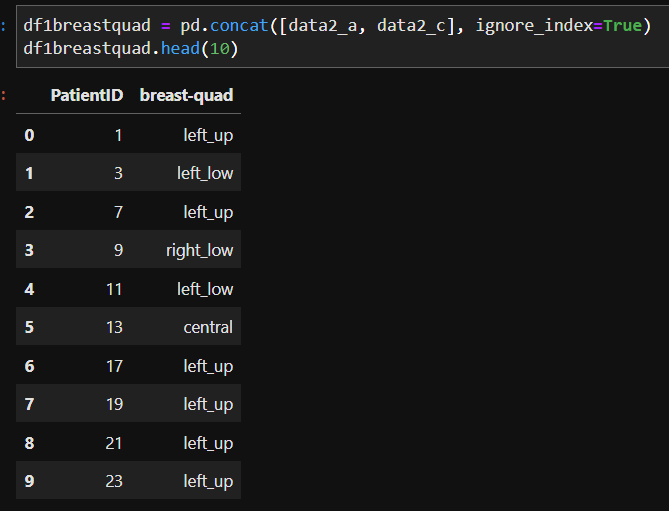 : df1breastquad = pd.concat([data2_a, data2_c], ignore_index=True)
df1breastquad.head(10)
: PatientID breast-quad
0 1 left_up
1 3 left_low
2 7 left_up
3 9 right_low
4 11 left_low
5 13 central
6 17 left_up
7 19 left_up
8 21 left_up
9 23 left_up